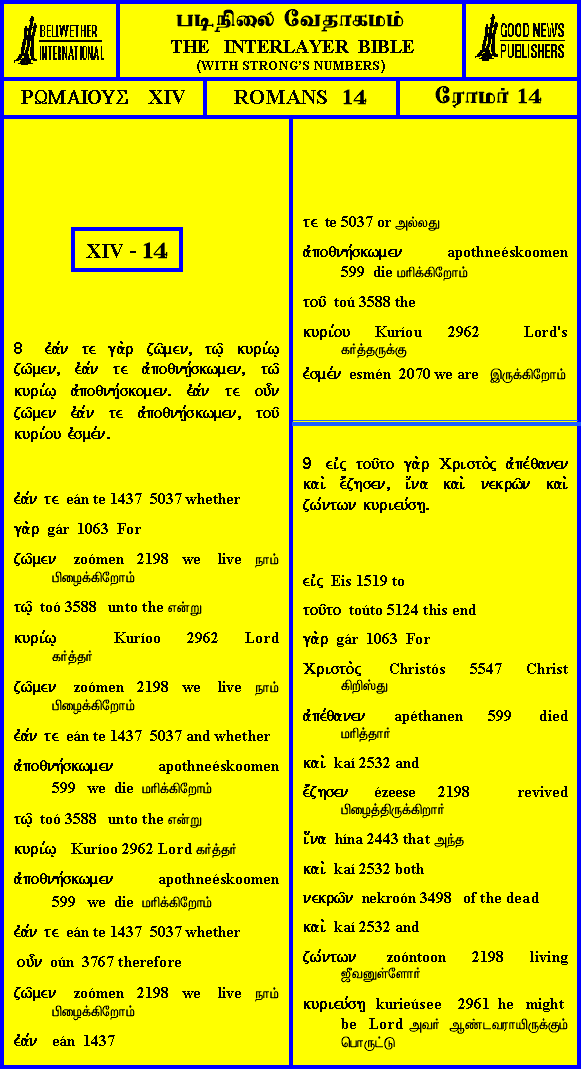 BELLWETHER
INTERNATIONAL
படிநிலை வேதாகமம்
THE INTERLAYER BIBLE
(WITH STRONG'S NUMBERS)
GOOD NEWS
PUBLISHERS
ΡΩΜΑΙΟΥΣ XIV
ROMANS 14
ரோமர் 14
XIV - 14
8 ἐάν τε γὰρ ζῶμεν, τῷ κυρίῳ
ζῶμεν, ἐάν τε ἀποθνήσκωμεν, τῶ
κυρίῳ ἀποθνήσκομεν. ἐάν τε οὖν
ζῶμεν ἐάν τε ἀποθνήσκωμεν, τοῦ
κυρίου ἐσμέν.
ἐάν τε eán te 1437 5037 whether
γὰρ gár 1063 For
ζῶμεν zoómen 2198 we live நாம்
பிழைக்கிறோம்
τῷ toó 3588 unto the என்று
κυρίῳ Kuríoo 2962 Lord
கர்த்தர்
ζῶμεν zoómen 2198 we live நாம்
பிழைக்கிறோம்
ἐάν τε eán te 1437 5037 and whether
ἀποθνήσκωμεν apothneéskoomen
599 we die மரிக்கிறோம்
τῷ toó 3588 unto the என்று
κυρίῳ Kuríoo 2962 Lord கர்த்தர்
ἀποθνήσκωμεν apothneéskoomen
599 we die மரிக்கிறோம்
ἐάν τε eán te 1437 5037 whether
οὖν oún 3767 therefore
ζῶμεν zoómen 2198 we live நாம்
பிழைக்கிறோம்
ἐάν eán 1437
τε te 5037 or அல்லது
ἀποθνήσκωμεν apothneéskoomen
599 die மரிக்கிறோம்
τοῦ toú 3588 the
κυρίου Kuríou 2962 Lord's
கர்த்தருக்கு
ἐσμέν esmén 2070 we are இருக்கிறோம்
9 εἰς τοῦτο γὰρ Χριστὸς ἀπέθανεν
καὶ ἔζησεν, ἵνα καὶ νεκρῶν καὶ
ζώντων κυριεύσῃ.
εἰς Eis 1519 to
τοῦτο toúto 5124 this end
γὰρ gár 1063 For
Χριστὸς Christós 5547 Christ
கிறிஸ்து
ἀπέθανεν apéthanen 599 died
மரித்தார்
καὶ kaí 2532 and
ἔζησεν ézeese 2198 revived
பிழைத்திருக்கிறார்
ἵνα hína 2443 that அந்த
καὶ kaí 2532 both
νεκρῶν nekroón 3498 of the dead
καὶ kaí 2532 and
ζώντων zoóntoon 2198 living
ஜீவனுள்ளோர்
κυριεύσῃ kurieúsee 2961 he might
be Lord அவர் ஆண்டவராயிருக்கும்
பொருட்டு